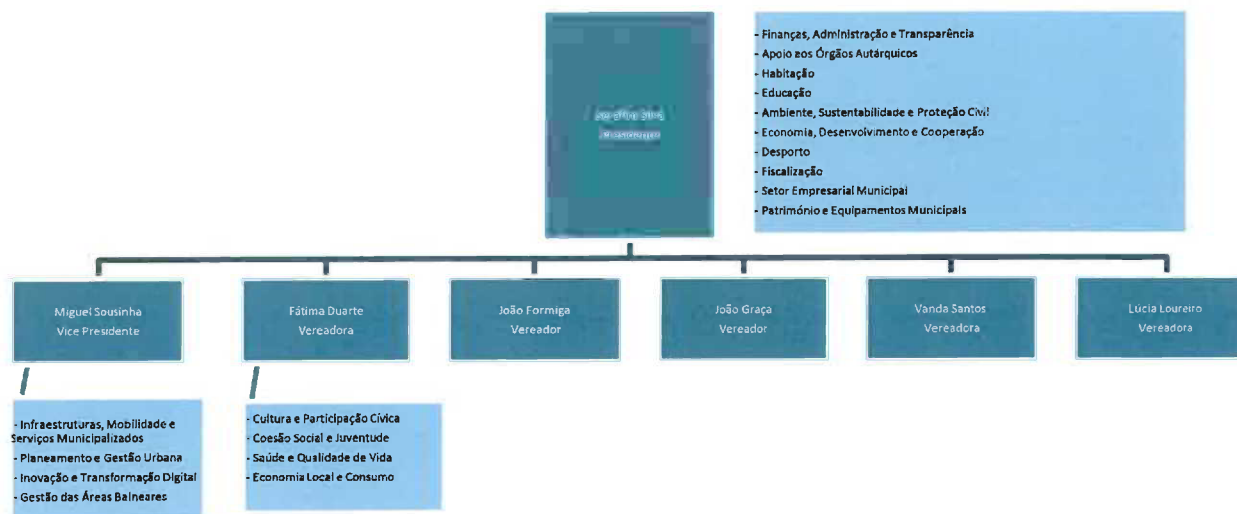 - Finanças, Administração e Transparência
- Apoio aos Órgãos Autárquicos
- Habitação
- Educação
- Ambiente, Sustentabilidade e Proteção Civil
- Economia, Desenvolvimento e Cooperação
- Desporto
- Fiscalização
- Setor Empresarial Municipal
- Património e Equipamentos Municipais
Presidente
Miguel Sousinha
Vice Presidente
Fátima Duarte
Vereadora
João Formiga
Vereador
João Graça
Vereador
Vanda Santos
Vereadora
Lúcia Loureiro
Vereadora
- Infraestruturas, Mobilidade e
Serviços Municipalizados
- Planeamento e Gestão Urbana
- Inovação e Transformação Digital
- Gestão das Áreas Balneares
- Cultura e Participação Cívica
- Coesão Social e Juventude
- Saúde e Qualidade de Vida
- Economia Local e Consumo